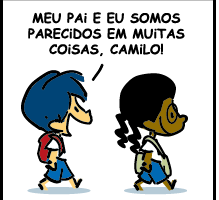 MEU PAi E EU SOMOS
PARECiDOS EM MUiTAS
COiSAS, CAMiLO!